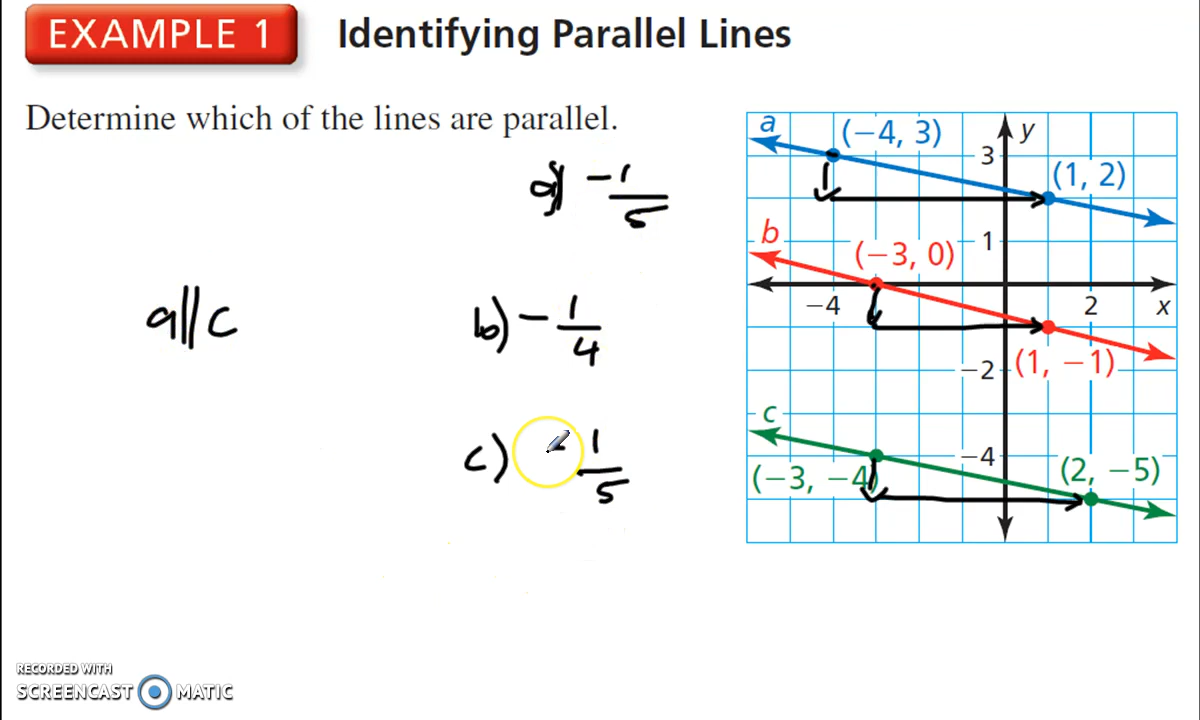 EXAMPLE 1 Identifying Parallel Lines
Determine which of the lines are parallel.
a) -1/5
a||c
b) -1/4
c) -1/5
a (−4, 3) 3 y
(1, 2)
b 1
(−3, 0)
−4 2 x
−2 (1, −1)
c
−4 (2, −5)
(−3, −4)
RECORDED WITH
SCREENCAST MATIC